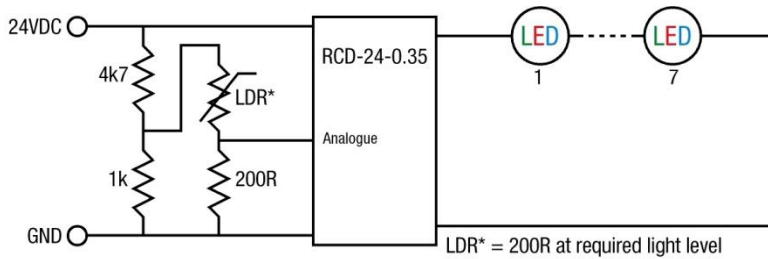 24VDC
4k7
LDR*
RCD-24-0.35
LED
LED
1
7
Analogue
1k
200R
GND
LDR* = 200R at required light level